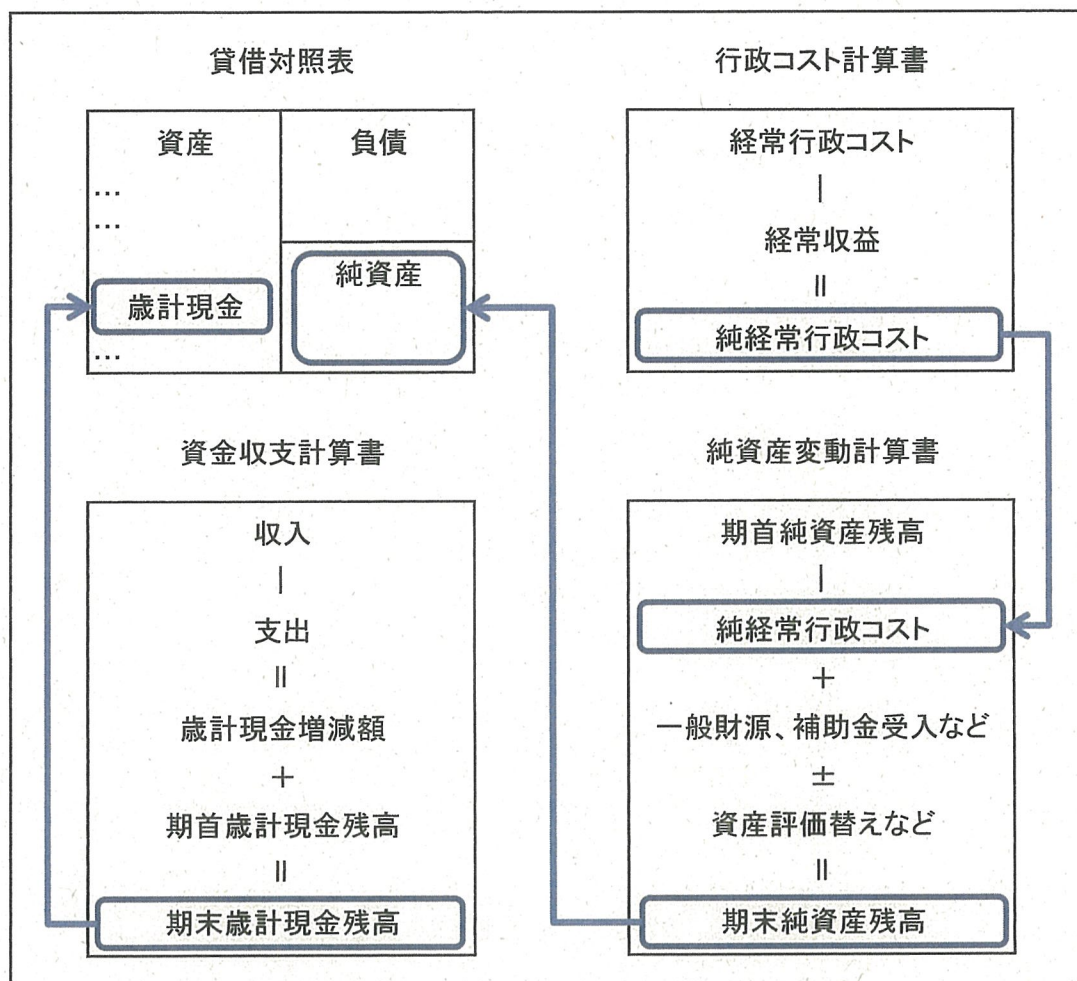 貸借対照表
資産
…
…
歳計現金
…
負債
純資産
行政コスト計算書
経常行政コスト
|
経常収益
||
純経常行政コスト
資金収支計算書
収入
|
支出
||
歳計現金増減額
+
期首歳計現金残高
||
期末歳計現金残高
純資産変動計算書
期首純資産残高
|
純経常行政コスト
+
一般財源、補助金受入など
±
資産評価替えなど
||
期末純資産残高